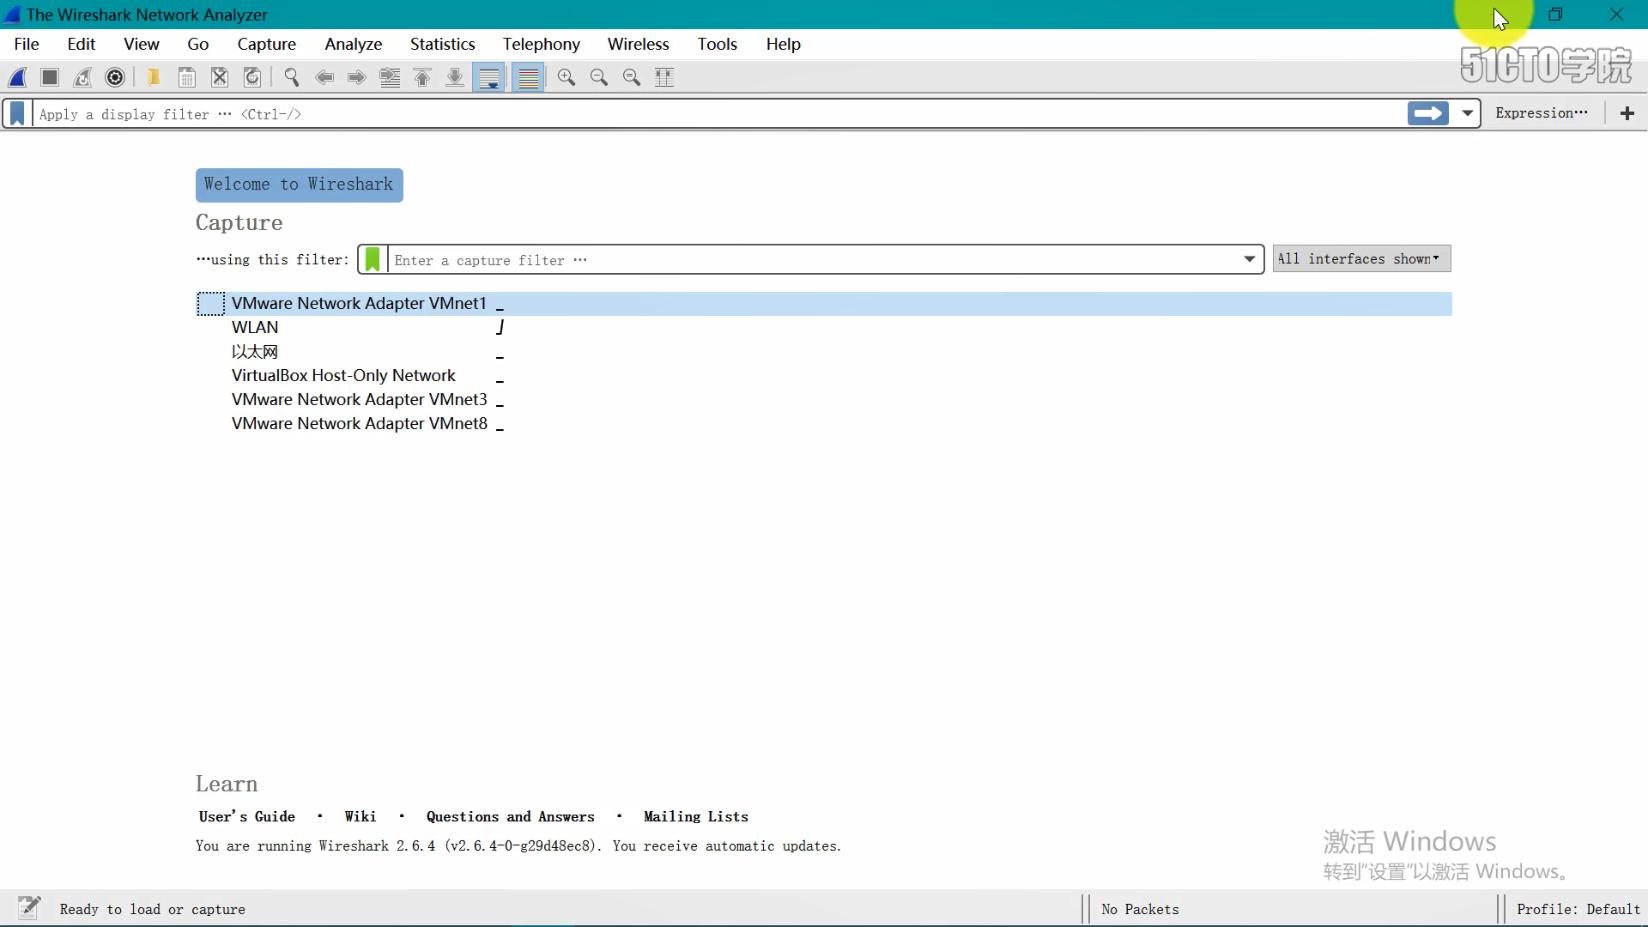 The Wireshark Network Analyzer
File Edit View Go Capture Analyze Statistics Telephony Wireless Tools Help
51CTO学院
Apply a display filter … <Ctrl-/> Expression… +
Welcome to Wireshark
Capture
…using this filter: Enter a capture filter … All interfaces shown
VMware Network Adapter VMnet1
WLAN
以太网
VirtualBox Host-Only Network
VMware Network Adapter VMnet3
VMware Network Adapter VMnet8
Learn
User's Guide · Wiki · Questions and Answers · Mailing Lists
You are running Wireshark 2.6.4 (v2.6.4-0-g29d48ec8). You receive automatic updates.
激活 Windows
转到"设置"以激活 Windows。
Ready to load or capture No Packets Profile: Default